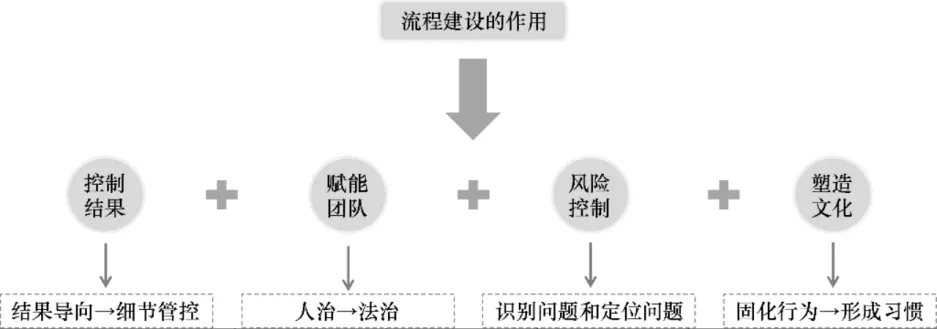 流程建设的作用
控制
结果
赋能
团队
风险
控制
塑造
文化
结果导向→细节管控
人治→法治
识别问题和定位问题
固化行为→形成习惯